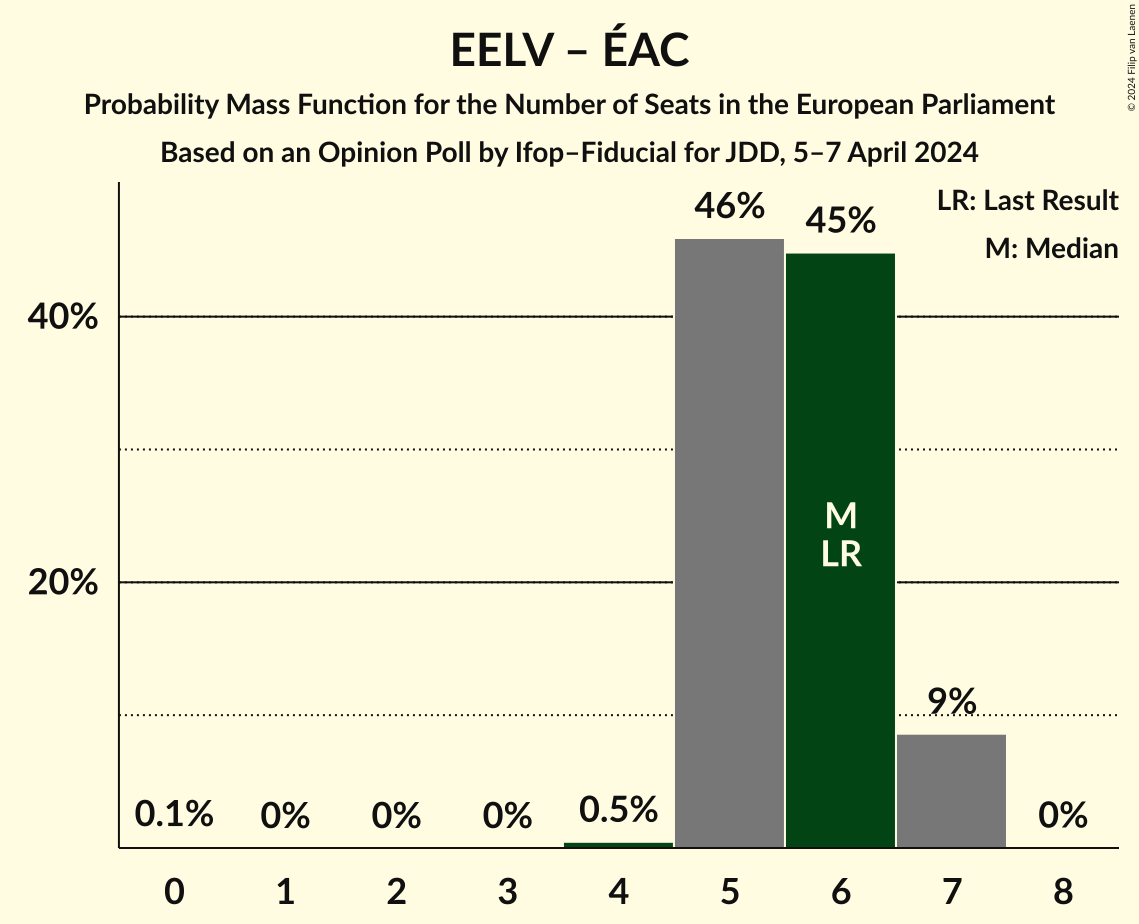 EELV – ÉAC
Probability Mass Function for the Number of Seats in the European Parliament
Based on an Opinion Poll by Ifop–Fiducial for JDD, 5–7 April 2024
© 2024 Filip van Laenen
LR: Last Result
M: Median
46%
45%
40%
M
LR
20%
9%
0.1%
0%
0%
0%
0.5%
0%
0
1
2
3
4
5
6
7
8